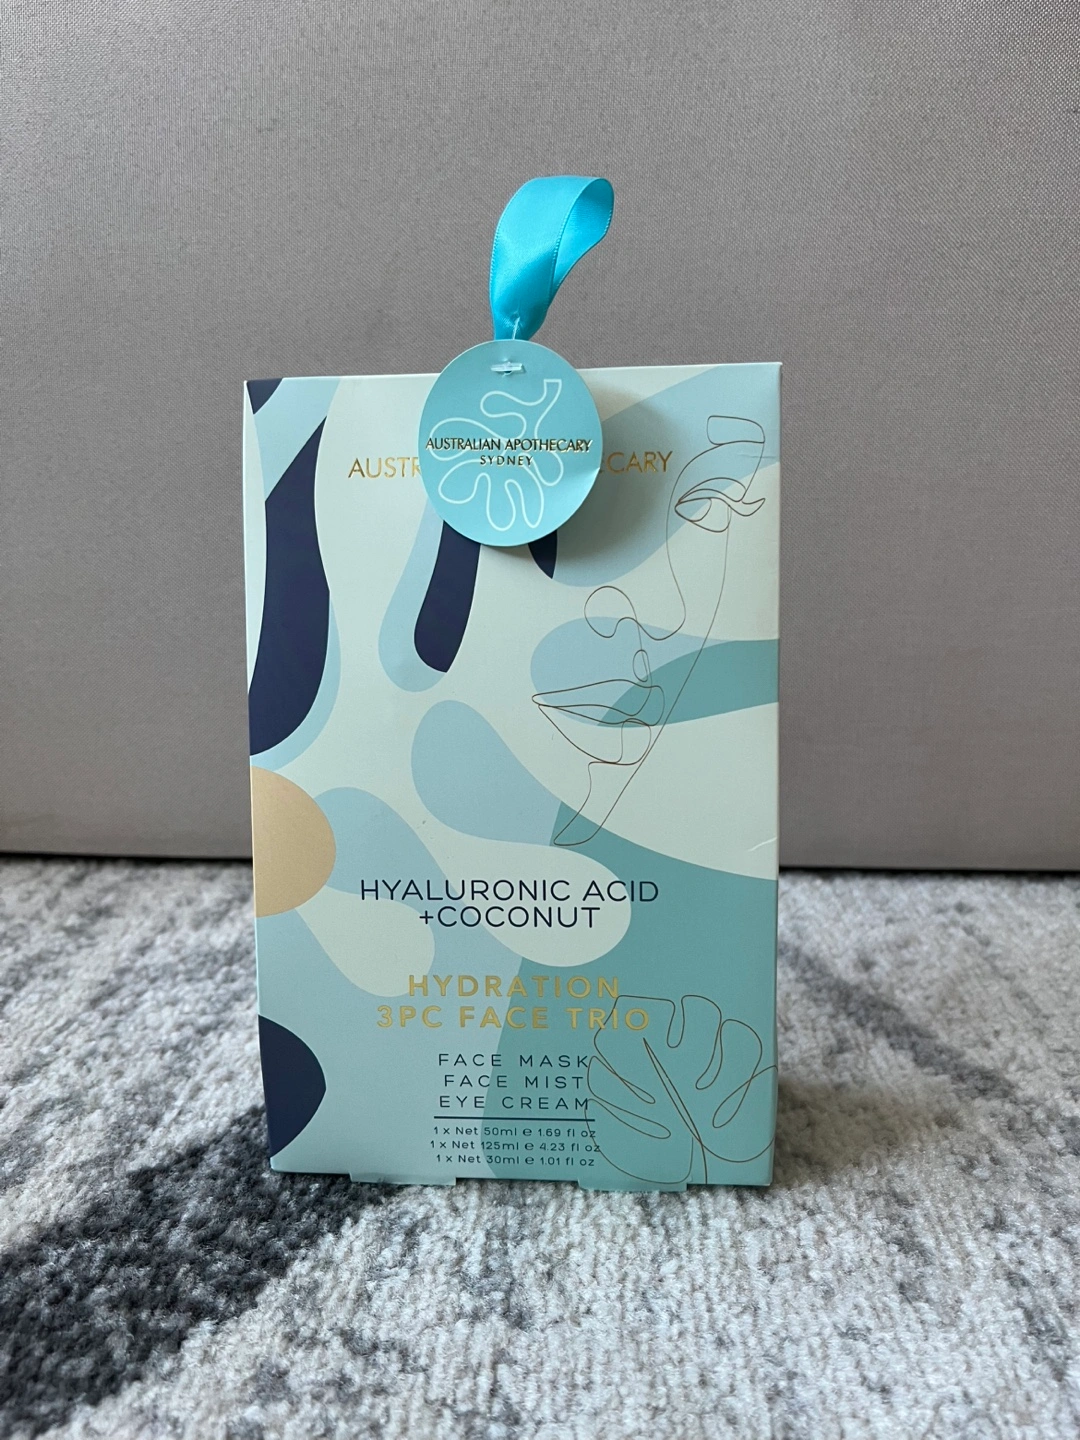 AUSTRALIAN APOTHECARY
SYDNEY
AUSTR ECARY
HYALURONIC ACID
+COCONUT
HYDRATION
3PC FACE TRIO
FACE MASK
FACE MIST
EYE CREAM
1 x Net 50ml e 1.69 fl oz
1 x Net 125ml e 4.23 fl oz
1 x Net 30ml e 1.01 fl oz